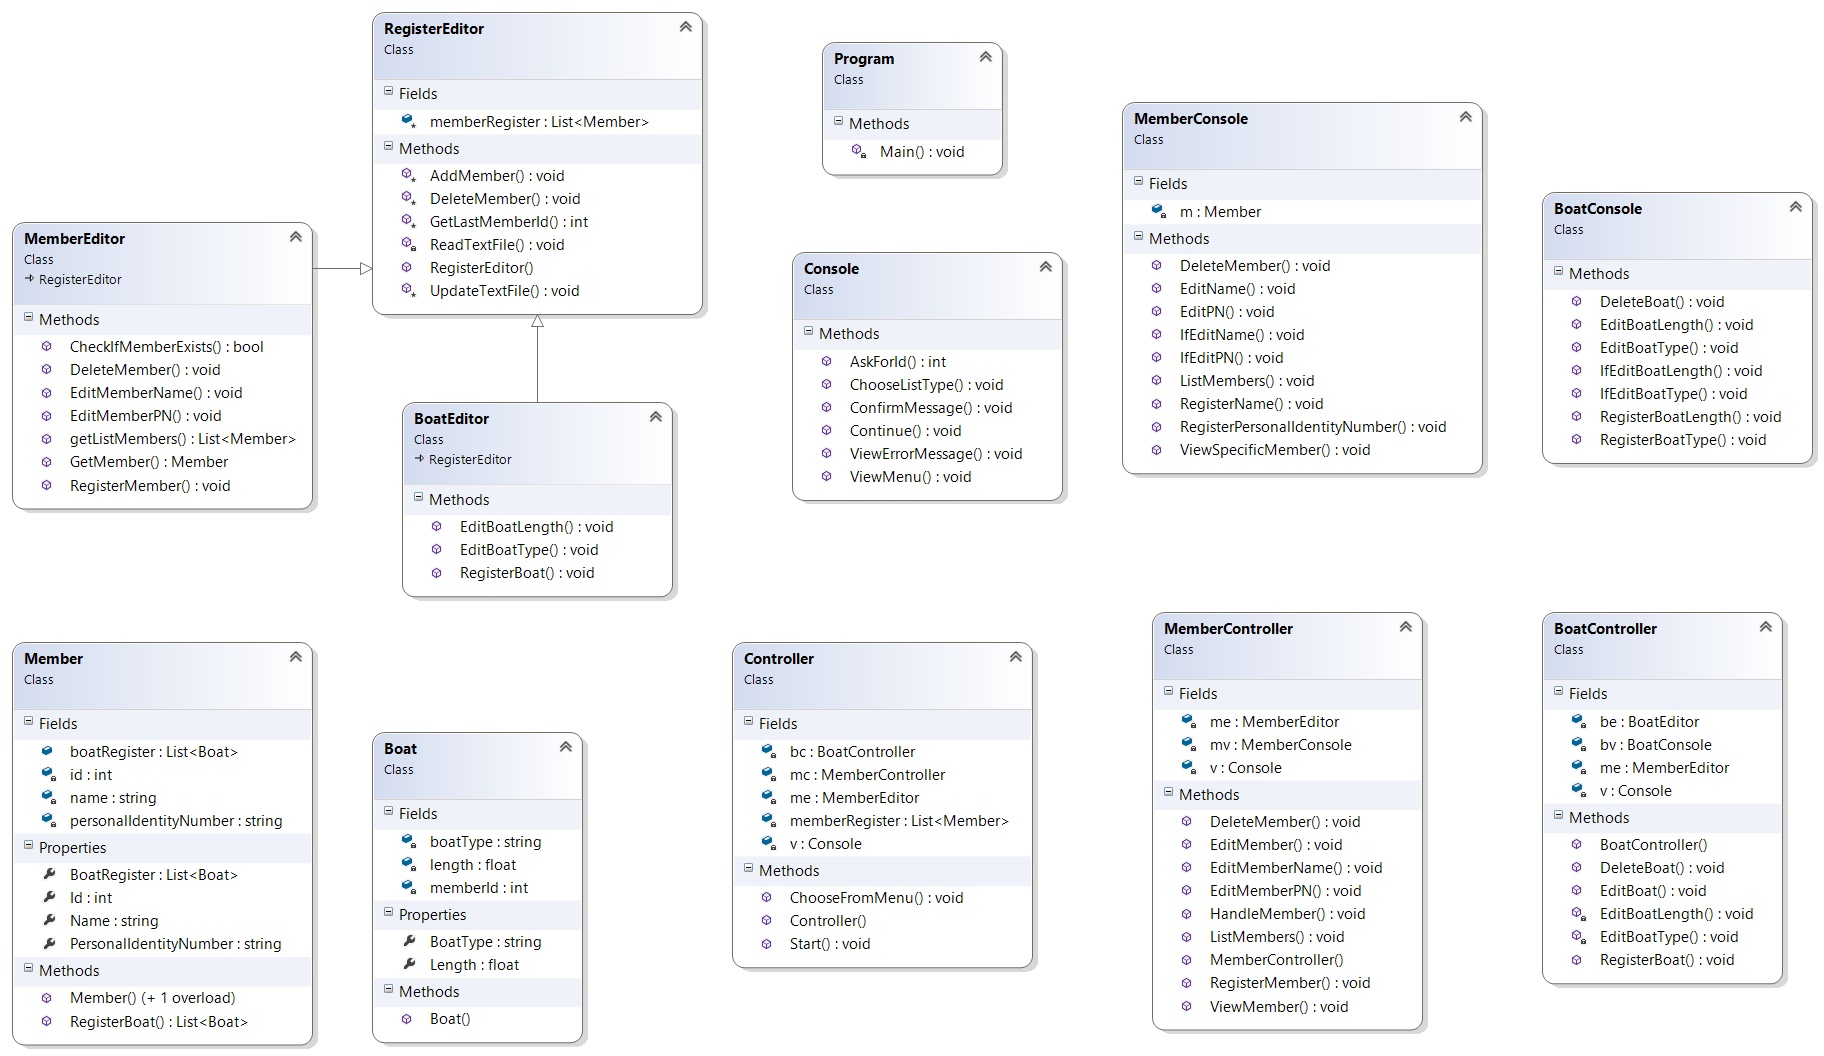 RegisterEditor
Class
Fields
memberRegister : List<Member>
Methods
AddMember() : void
DeleteMember() : void
GetLastMemberId() : int
ReadTextFile() : void
RegisterEditor()
UpdateTextFile() : void
Program
Class
Methods
Main() : void
MemberConsole
Class
Fields
m : Member
Methods
DeleteMember() : void
EditName() : void
EditPN() : void
IfEditName() : void
IfEditPN() : void
ListMembers() : void
RegisterName() : void
RegisterPersonalIdentityNumber() : void
ViewSpecificMember() : void
BoatConsole
Class
Methods
DeleteBoat() : void
EditBoatLength() : void
EditBoatType() : void
IfEditBoatLength() : void
IfEditBoatType() : void
RegisterBoatLength() : void
RegisterBoatType() : void
MemberEditor
Class
RegisterEditor
Methods
CheckIfMemberExists() : bool
DeleteMember() : void
EditMemberName() : void
EditMemberPN() : void
getListMembers() : List<Member>
GetMember() : Member
RegisterMember() : void
Console
Class
Methods
AskForId() : int
ChooseListType() : void
ConfirmMessage() : void
Continue() : void
ViewErrorMessage() : void
ViewMenu() : void
BoatEditor
Class
RegisterEditor
Methods
EditBoatLength() : void
EditBoatType() : void
RegisterBoat() : void
Member
Class
Fields
boatRegister : List<Boat>
id : int
name : string
personalIdentityNumber : string
Properties
BoatRegister : List<Boat>
Id : int
Name : string
PersonalIdentityNumber : string
Methods
Member() (+ 1 overload)
RegisterBoat() : List<Boat>
Boat
Class
Fields
boatType : string
length : float
memberId : int
Properties
BoatType : string
Length : float
Methods
Boat()
Controller
Class
Fields
bc : BoatController
mc : MemberController
me : MemberEditor
memberRegister : List<Member>
v : Console
Methods
ChooseFromMenu() : void
Controller()
Start() : void
MemberController
Class
Fields
me : MemberEditor
mv : MemberConsole
v : Console
Methods
DeleteMember() : void
EditMember() : void
EditMemberName() : void
EditMemberPN() : void
HandleMember() : void
ListMembers() : void
MemberController()
RegisterMember() : void
ViewMember() : void
BoatController
Class
Fields
be : BoatEditor
bv : BoatConsole
me : MemberEditor
v : Console
Methods
BoatController()
DeleteBoat() : void
EditBoat() : void
EditBoatLength() : void
EditBoatType() : void
RegisterBoat() : void